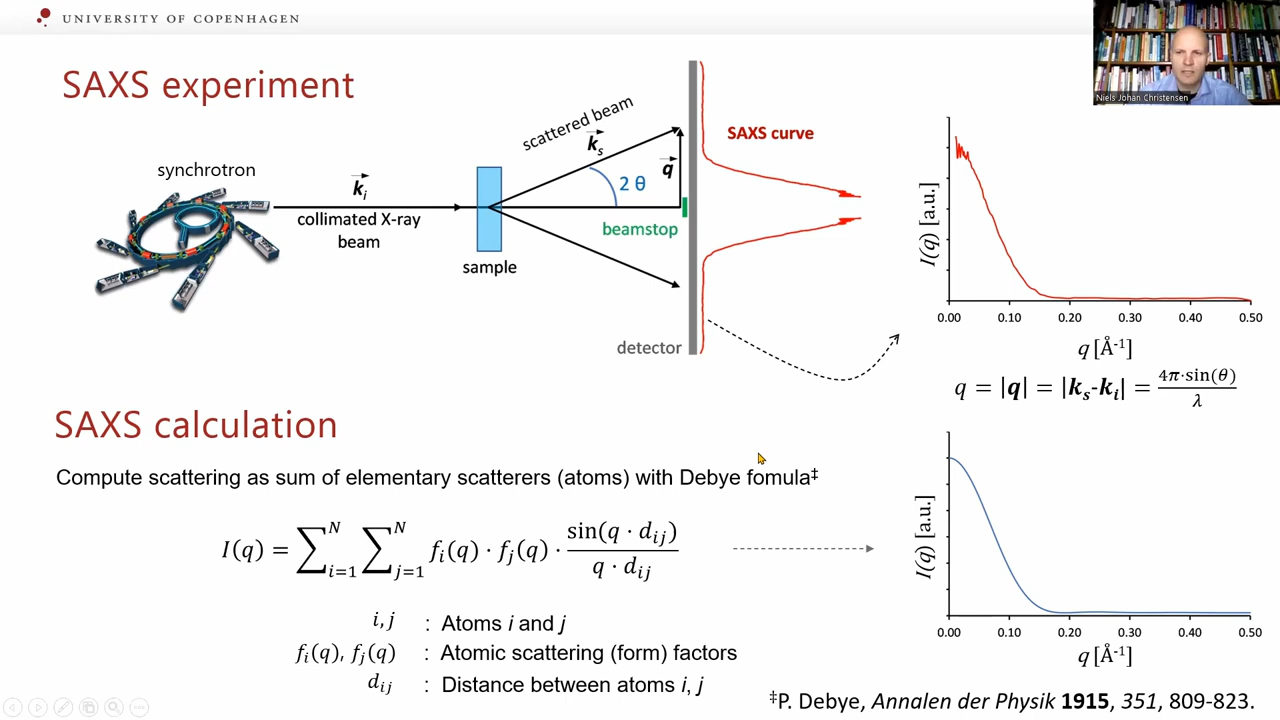 UNIVERSITY OF COPENHAGEN
Niels Johan Christensen
SAXS experiment
synchrotron
k_i
collimated X-ray
beam
sample
scattered beam
k_s
q
2 θ
beamstop
detector
SAXS curve
I(q) [a.u.]
0.00 0.10 0.20 0.30 0.40 0.50
q [Å-1]
q = |q| = |ks-ki| = 4π·sin(θ) / λ
SAXS calculation
Compute scattering as sum of elementary scatterers (atoms) with Debye fomula‡
I(q) = ∑_{i=1}^{N} ∑_{j=1}^{N} f_i(q) · f_j(q) · sin(q · d_ij) / q · d_ij
i,j : Atoms i and j
f_i(q), f_j(q) : Atomic scattering (form) factors
d_ij : Distance between atoms i, j
I(q) [a.u.]
0.00 0.10 0.20 0.30 0.40 0.50
q [Å-1]
‡P. Debye, Annalen der Physik 1915, 351, 809-823.